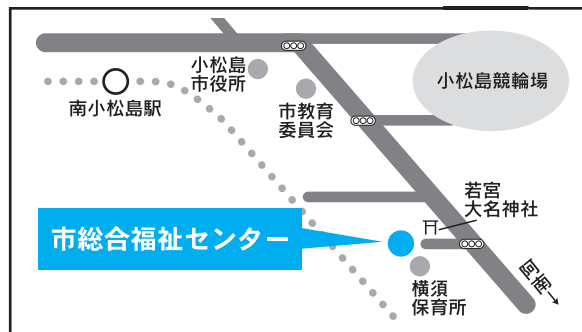 小松島
市役所
南小松島駅
市教育
委員会
小松島競輪場
若宮
大名神社
市総合福祉センター
横須
保育所
阿南